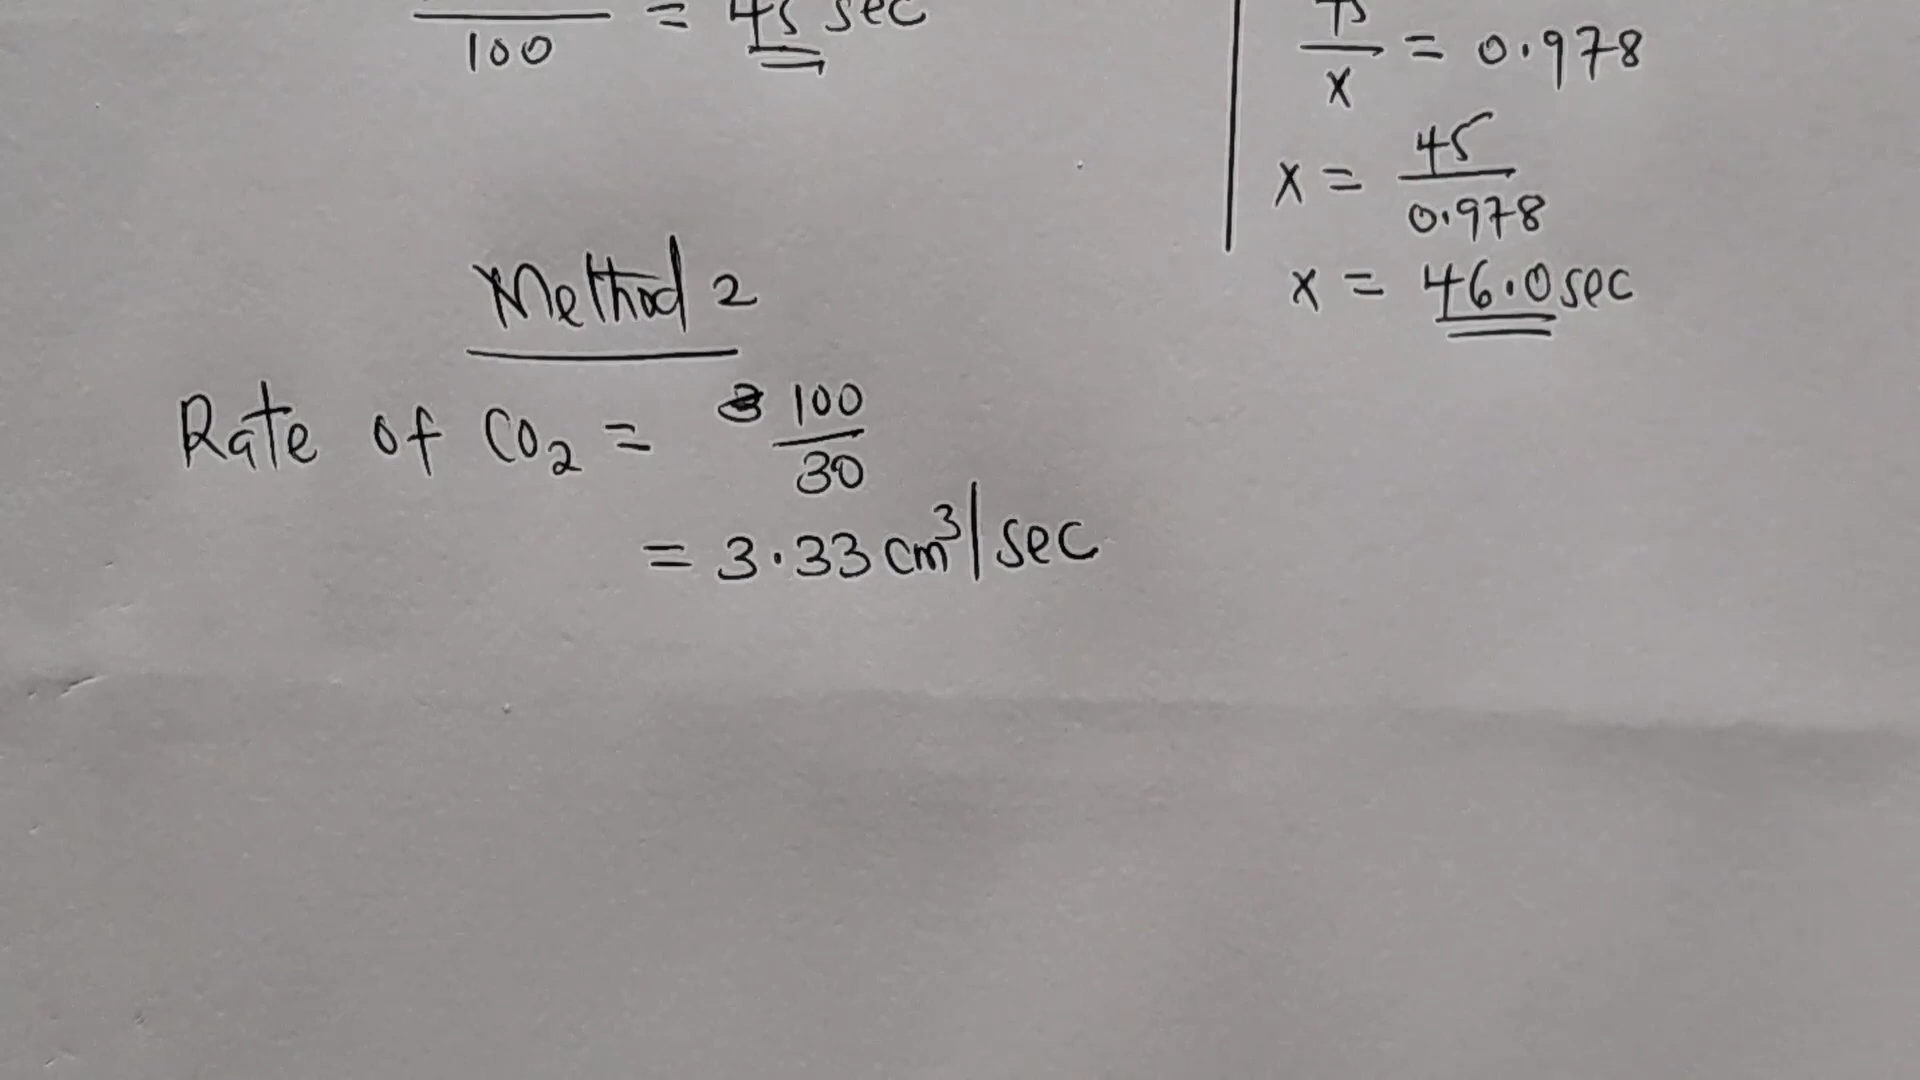 100 = 45 sec
Method 2
Rate of CO₂ = 100/30
= 3.33 cm³/sec
/x = 0.978
x = 45/0.978
x = 46.0 sec